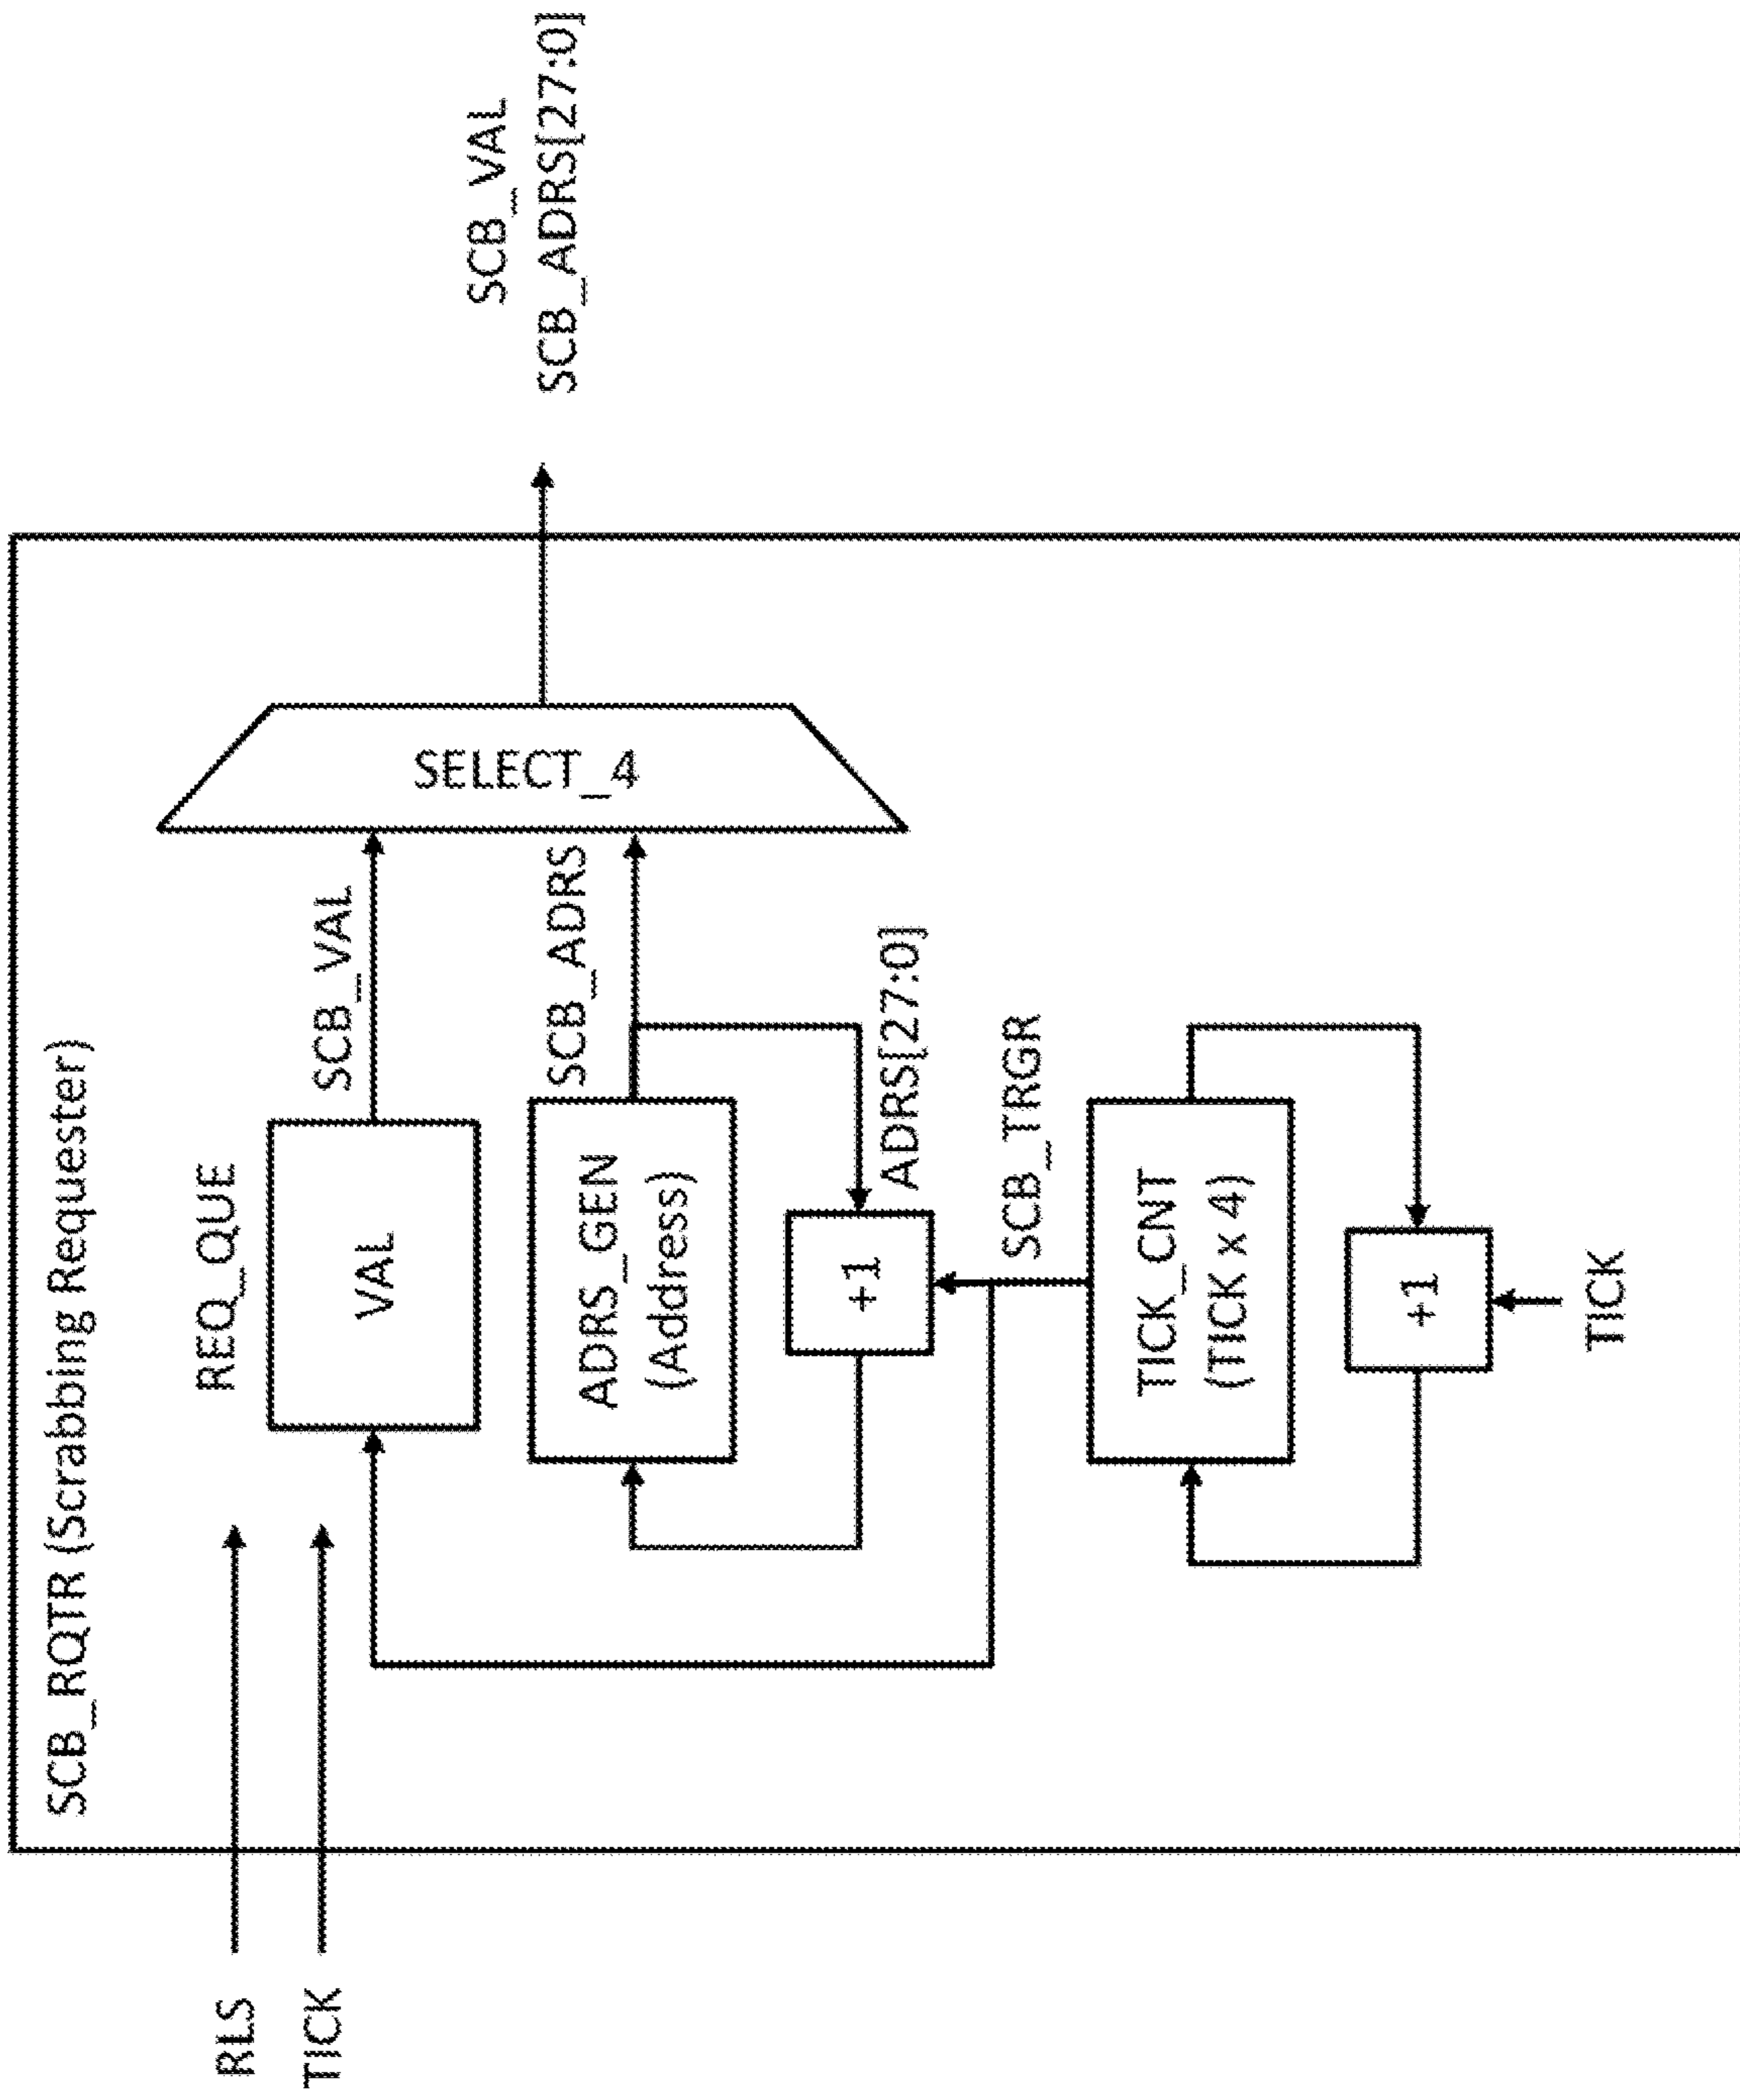 SCB_RQTR (Scrabbing Requester)
RLS
TICK
REQ_QUE
VAL
SCB_VAL
ADRS_GEN
(Address)
SCB_ADRS
+1
ADRS[27:0]
SCB_TRGR
TICK_CNT
(TICK x 4)
+1
TICK
SELECT_4
SCB_VAL
SCB_ADRS[27:0]